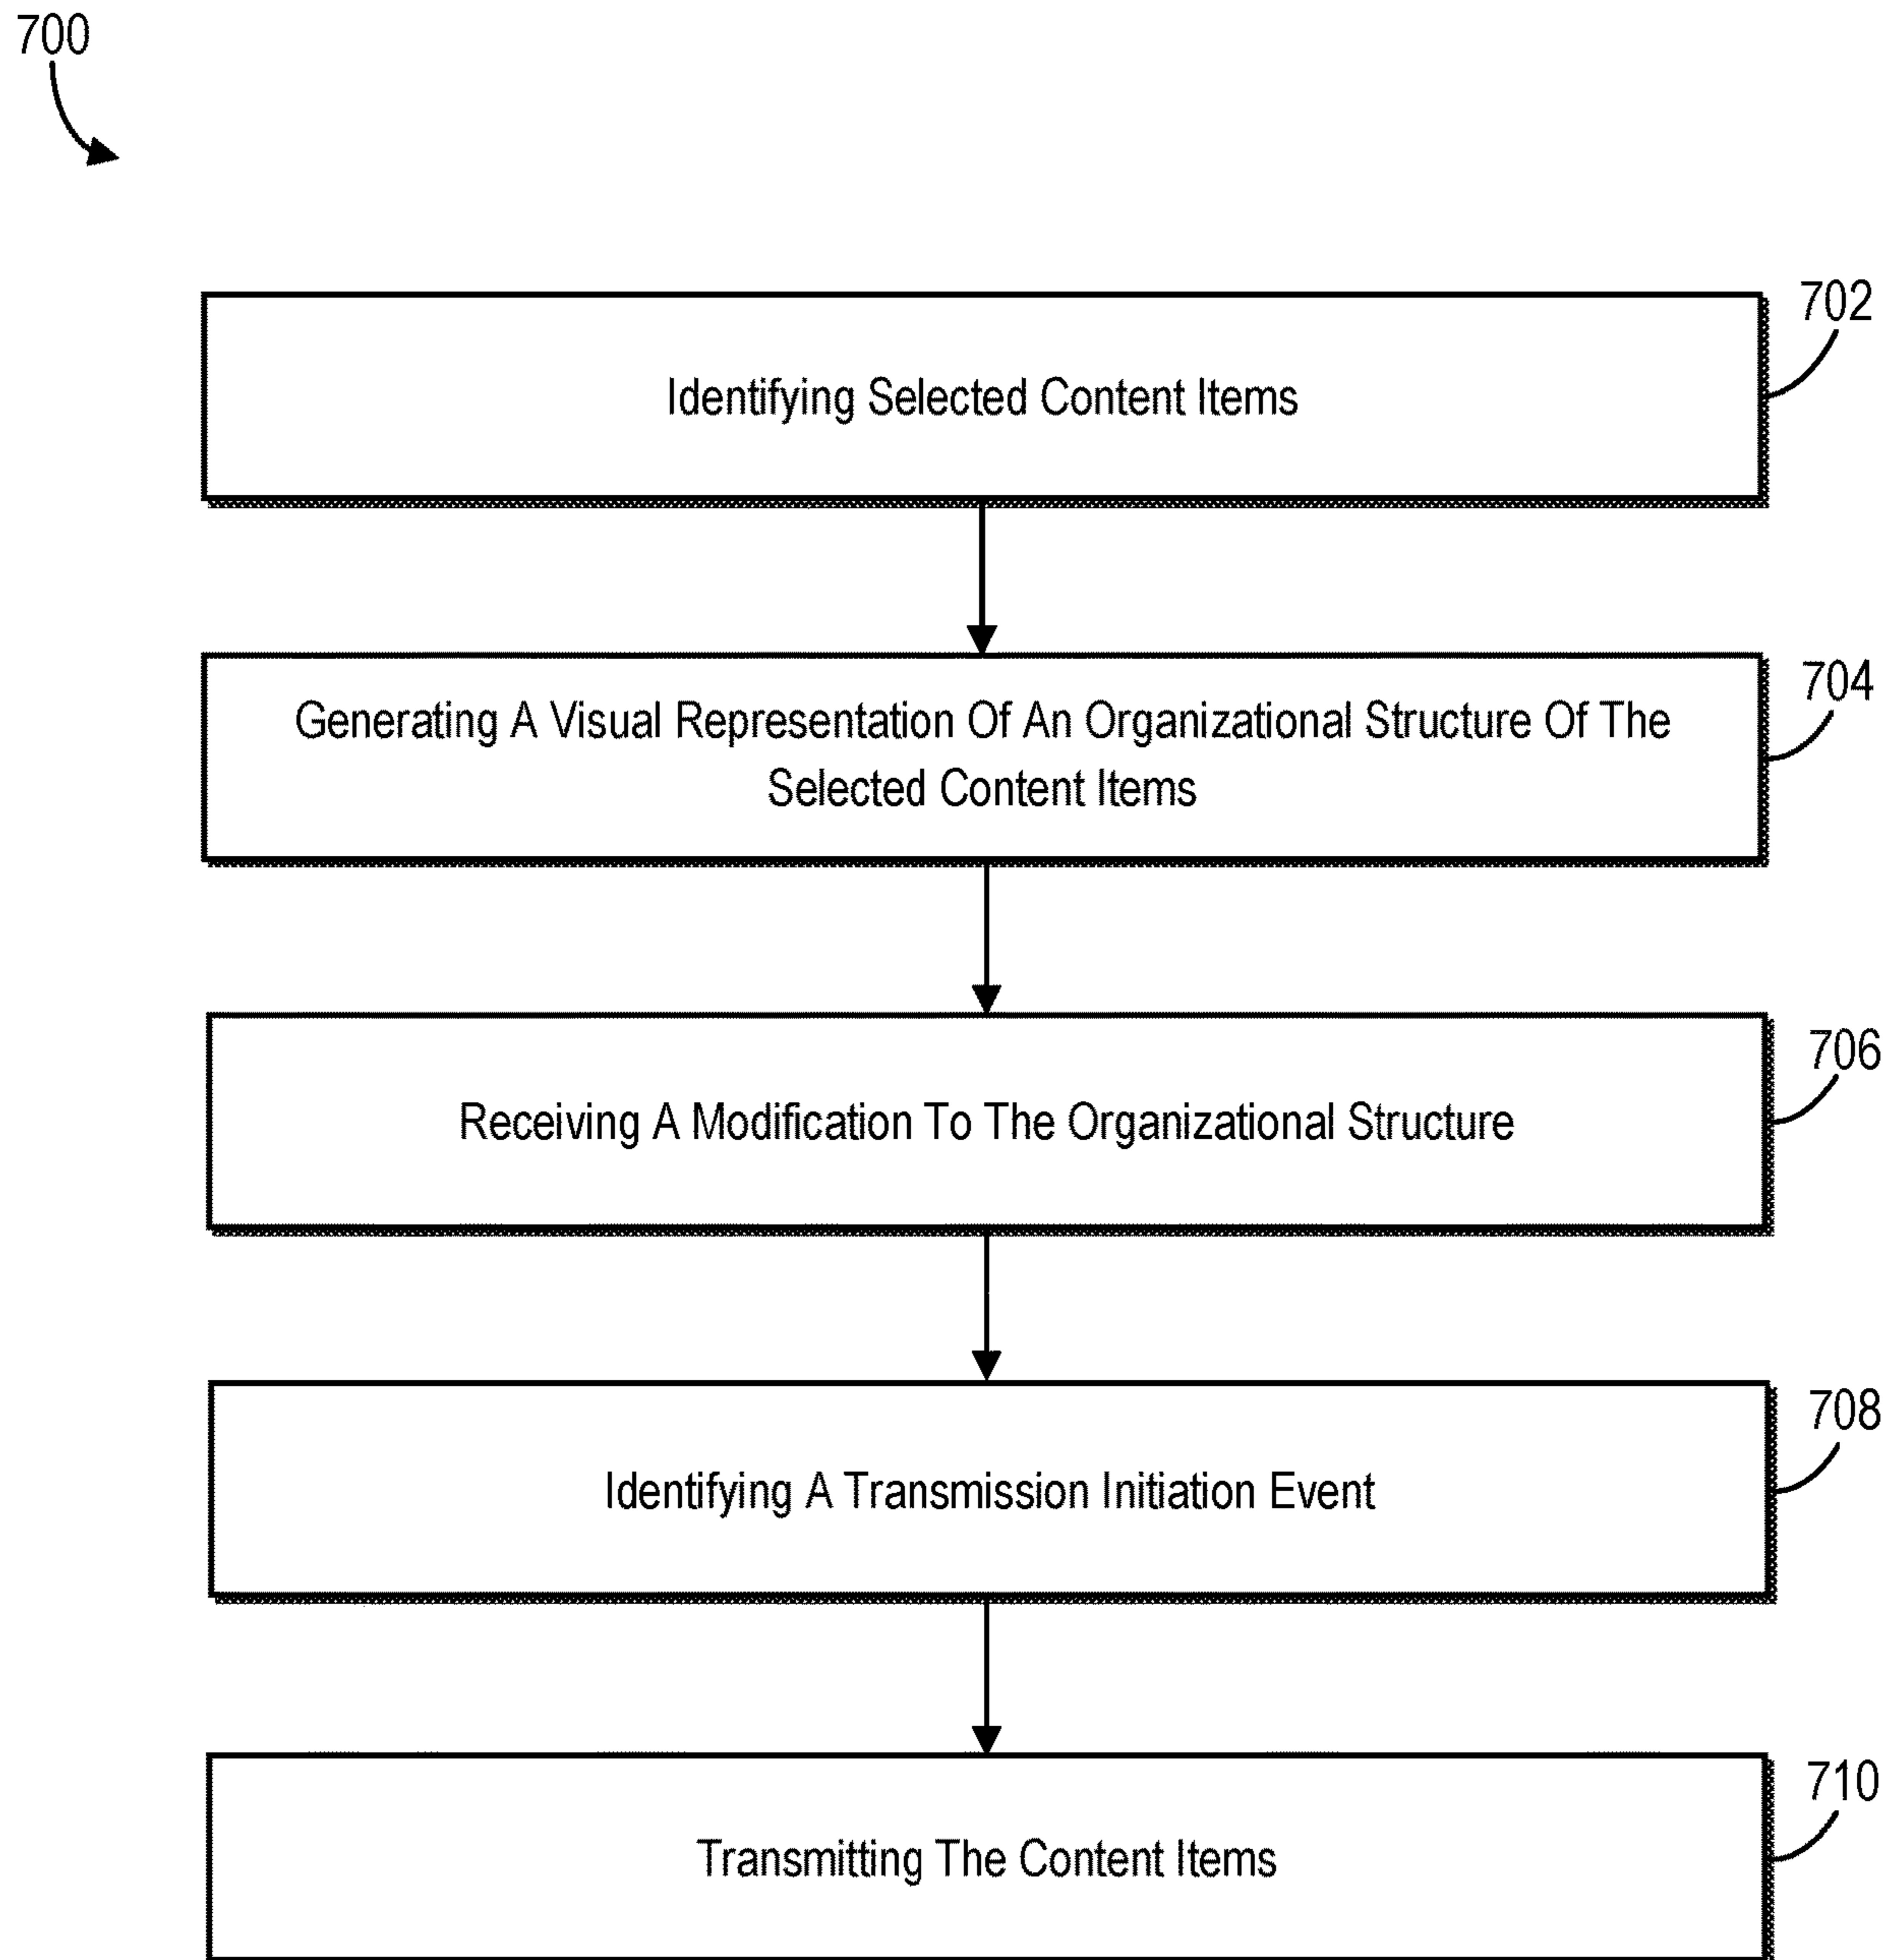 700
702
Identifying Selected Content Items
704
Generating A Visual Representation Of An Organizational Structure Of The
Selected Content Items
706
Receiving A Modification To The Organizational Structure
708
Identifying A Transmission Initiation Event
710
Transmitting The Content Items